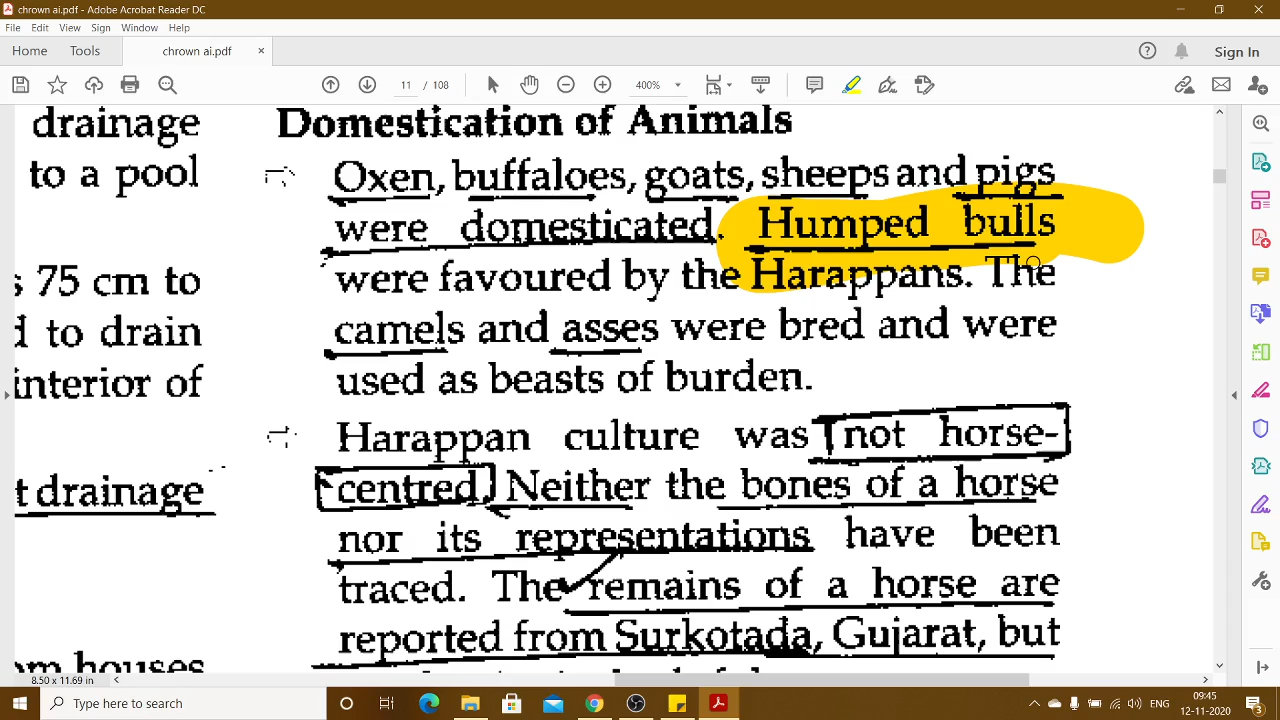 chrown ai.pdf - Adobe Acrobat Reader DC
File Edit View Sign Window Help
Home Tools chrown ai.pdf × Sign In
11 / 108 400%
drainage
to a pool
s 75 cm to
d to drain
interior of
t drainage
om houses
Domestication of Animals
Oxen, buffaloes, goats, sheeps and pigs
were domesticated. Humped bulls
were favoured by the Harappans. The
camels and asses were bred and were
used as beasts of burden.
Harappan culture was not horse-
centred. Neither the bones of a horse
nor its representations have been
traced. The remains of a horse are
reported from Surkotada, Gujarat, but
8.50 x 11.69 in
Type here to search
09:45
12-11-2020
3